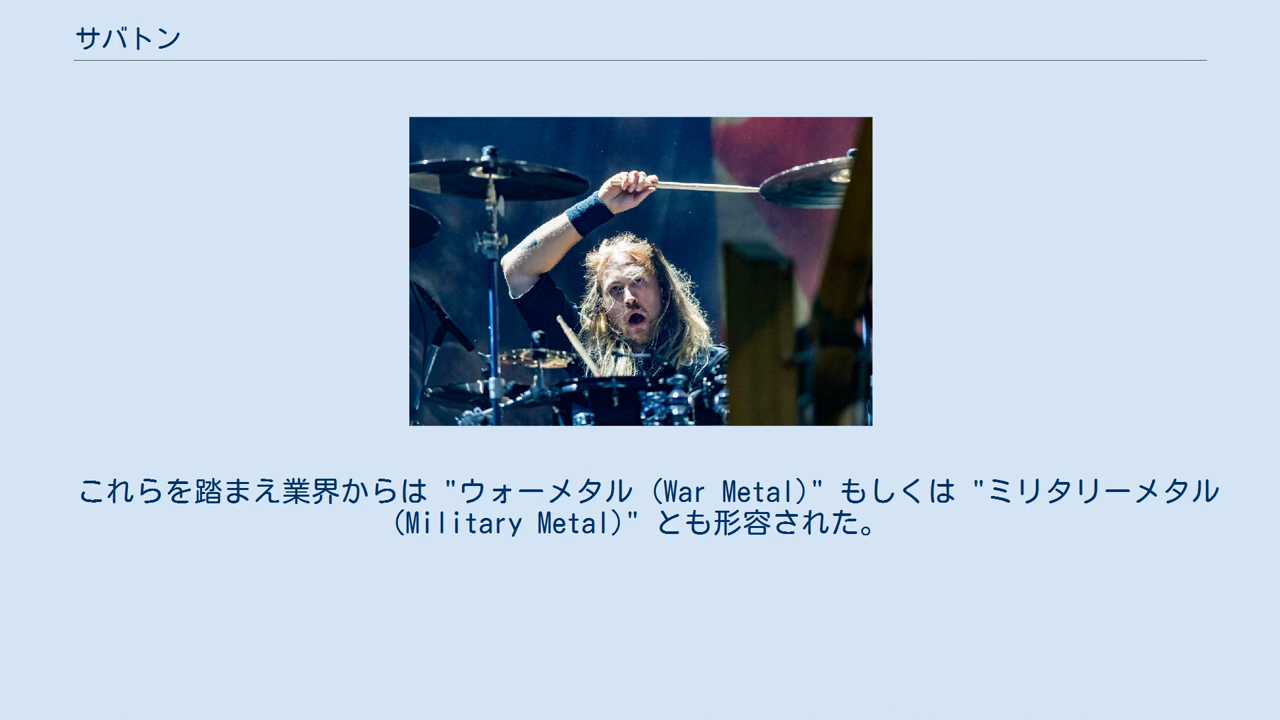 サバトン
これらを踏まえ業界からは "ウォーメタル (War Metal)" もしくは "ミリタリーメタル
(Military Metal)" とも形容された。